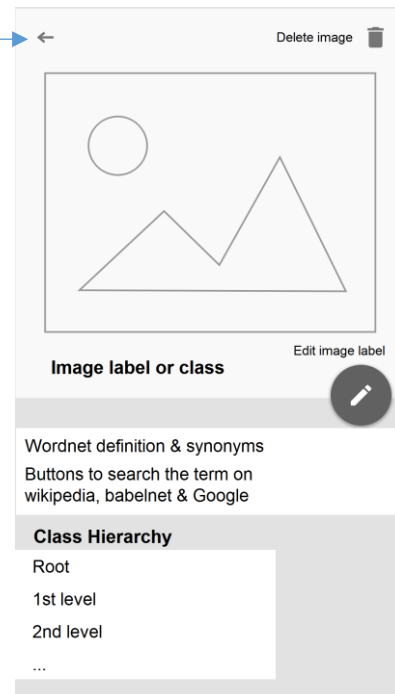 Delete image
Edit image label
Image label or class
Wordnet definition & synonyms
Buttons to search the term on
wikipedia, babelnet & Google
Class Hierarchy
Root
1st level
2nd level
...